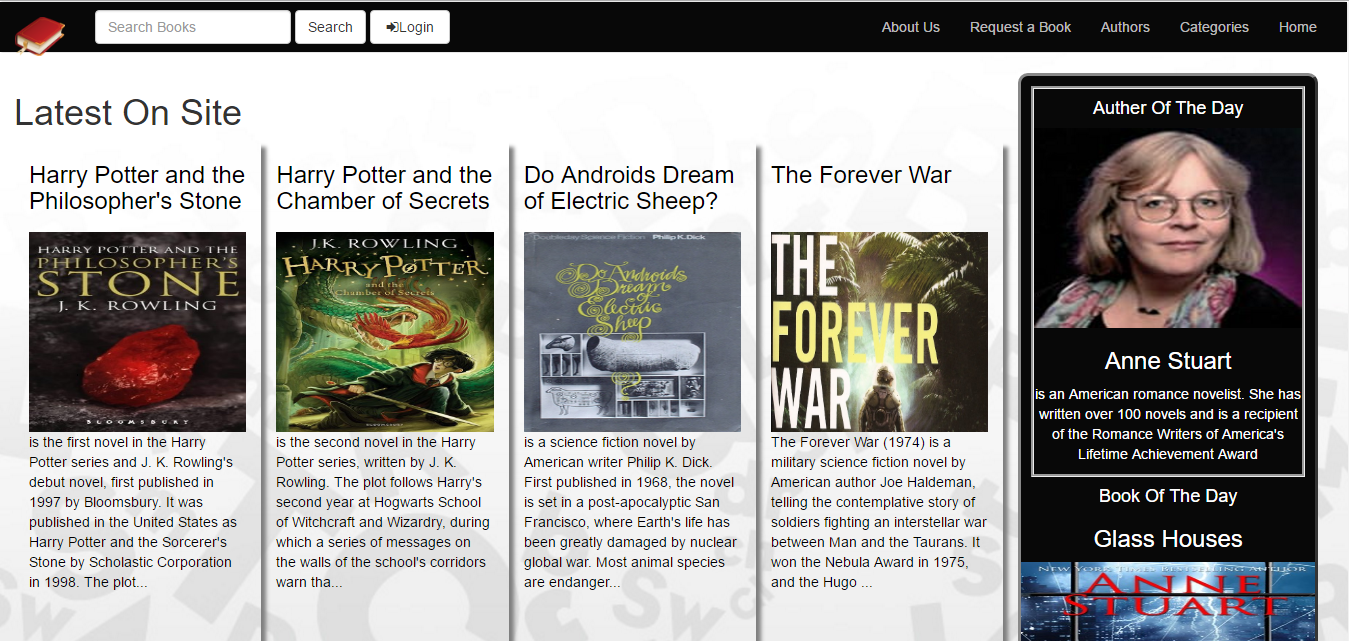 Search Books
Search
Login
About Us
Request a Book
Authors
Categories
Home
Latest On Site
Harry Potter and the
Philosopher's Stone
HARRY POTTER AND THE
PHILOSOPHER'S
STONE
J. K. ROWLING
BLOOMSBURY
is the first novel in the Harry
Potter series and J. K. Rowling's
debut novel, first published in
1997 by Bloomsbury. It was
published in the United States as
Harry Potter and the Sorcerer's
Stone by Scholastic Corporation
in 1998. The plot...
Harry Potter and the
Chamber of Secrets
J.K. ROWLING
HARRY POTTER
and the
Chamber of Secrets
is the second novel in the Harry
Potter series, written by J. K.
Rowling. The plot follows Harry's
second year at Hogwarts School
of Witchcraft and Wizardry, during
which a series of messages on
the walls of the school's corridors
warn tha...
Do Androids Dream
of Electric Sheep?
Doubleday Science Fiction Philip K. Dick
Do Androids
Dream of
Electric
Sheep
is a science fiction novel by
American writer Philip K. Dick.
First published in 1968, the novel
is set in a post-apocalyptic San
Francisco, where Earth's life has
been greatly damaged by nuclear
global war. Most animal species
are endanger...
The Forever War
THE
FOREVER
WAR
The Forever War (1974) is a
military science fiction novel by
American author Joe Haldeman,
telling the contemplative story of
soldiers fighting an interstellar war
between Man and the Taurans. It
won the Nebula Award in 1975,
and the Hugo ...
Auther Of The Day
Anne Stuart
is an American romance novelist. She has
written over 100 novels and is a recipient
of the Romance Writers of America's
Lifetime Achievement Award
Book Of The Day
Glass Houses
NEW YORK TIMES BESTSELLING AUTHOR
ANNE
STUART